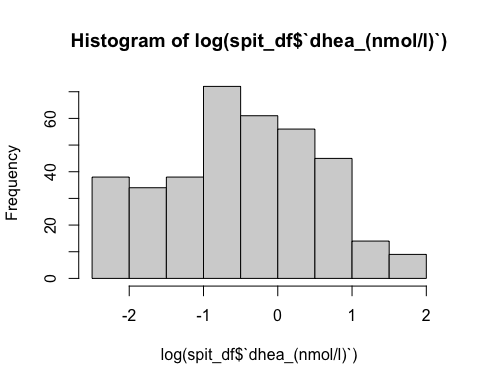 Histogram of log(spit_df$`dhea_(nmol/l)`)
Frequency
60
40
20
0
-2 -1 0 1 2
log(spit_df$`dhea_(nmol/l)`)